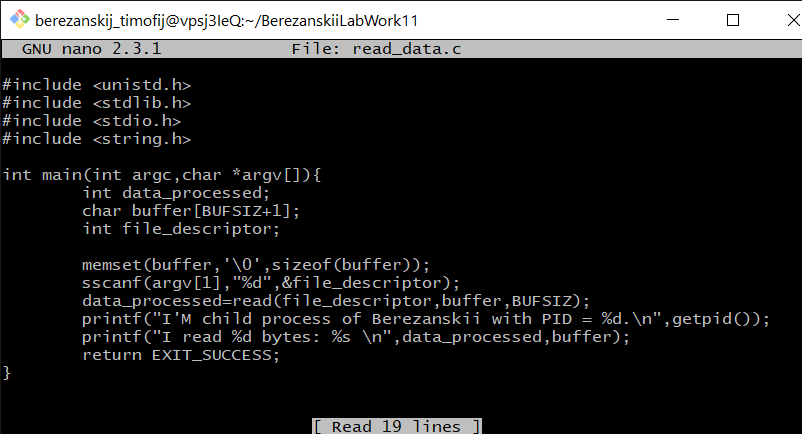 berezanskij_timofij@vpsj3IeQ:~/BerezanskiiLabWork11
GNU nano 2.3.1 File: read_data.c
#include <unistd.h>
#include <stdlib.h>
#include <stdio.h>
#include <string.h>
int main(int argc,char *argv[]){
int data_processed;
char buffer[BUFSIZ+1];
int file_descriptor;
memset(buffer,'\0',sizeof(buffer));
sscanf(argv[1],"%d",&file_descriptor);
data_processed=read(file_descriptor,buffer,BUFSIZ);
printf("I'M child process of Berezanskii with PID = %d.\n",getpid());
printf("I read %d bytes: %s \n",data_processed,buffer);
return EXIT_SUCCESS;
}
[ Read 19 lines ]